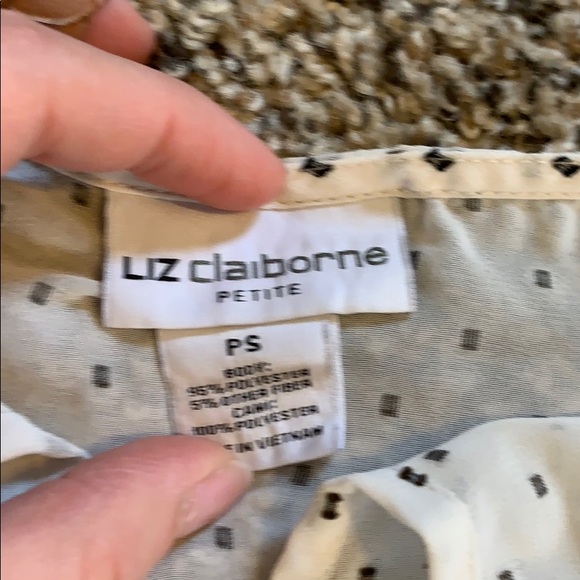 LIZ claiborne
PETITE
PS
BODY:
95% POLYESTER
5% OTHER FIBER
CAMI:
100% POLYESTER
IN VIETNAM